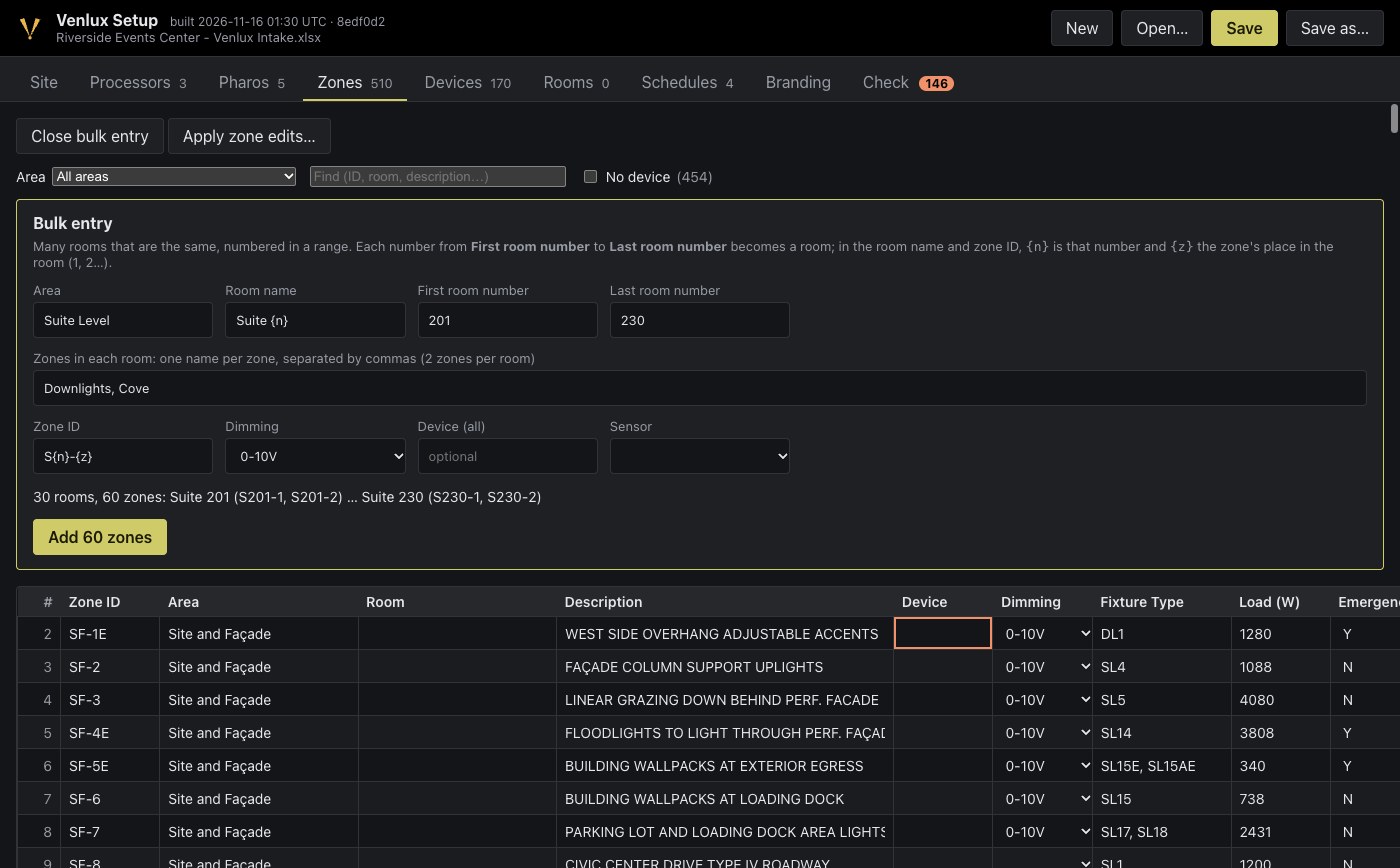 Venlux Setup built 2026-11-16 01:30 UTC · 8edf0d2
Riverside Events Center - Venlux Intake.xlsx
New Open... Save Save as...
Site Processors 3 Pharos 5 Zones 510 Devices 170 Rooms 0 Schedules 4 Branding Check 146
Close bulk entry Apply zone edits...
Area All areas Find (ID, room, description…) No device (454)
Bulk entry
Many rooms that are the same, numbered in a range. Each number from First room number to Last room number becomes a room; in the room name and zone ID, {n} is that number and {z} the zone's place in the
room (1, 2…).
Area Room name First room number Last room number
Suite Level Suite {n} 201 230
Zones in each room: one name per zone, separated by commas (2 zones per room)
Downlights, Cove
Zone ID Dimming Device (all) Sensor
S{n}-{z} 0-10V optional
30 rooms, 60 zones: Suite 201 (S201-1, S201-2) … Suite 230 (S230-1, S230-2)
Add 60 zones
# Zone ID Area Room Description Device Dimming Fixture Type Load (W) Emergenc
2 SF-1E Site and Façade WEST SIDE OVERHANG ADJUSTABLE ACCENTS 0-10V DL1 1280 Y
3 SF-2 Site and Façade FAÇADE COLUMN SUPPORT UPLIGHTS 0-10V SL4 1088 N
4 SF-3 Site and Façade LINEAR GRAZING DOWN BEHIND PERF. FACADE 0-10V SL5 4080 N
5 SF-4E Site and Façade FLOODLIGHTS TO LIGHT THROUGH PERF. FAÇAD 0-10V SL14 3808 Y
6 SF-5E Site and Façade BUILDING WALLPACKS AT EXTERIOR EGRESS 0-10V SL15E, SL15AE 340 Y
7 SF-6 Site and Façade BUILDING WALLPACKS AT LOADING DOCK 0-10V SL15 738 N
8 SF-7 Site and Façade PARKING LOT AND LOADING DOCK AREA LIGHTS 0-10V SL17, SL18 2431 N
9 SF-8 Site and Façade CIVIC CENTER DRIVE TYPE IV ROADWAY SL1 1200 N